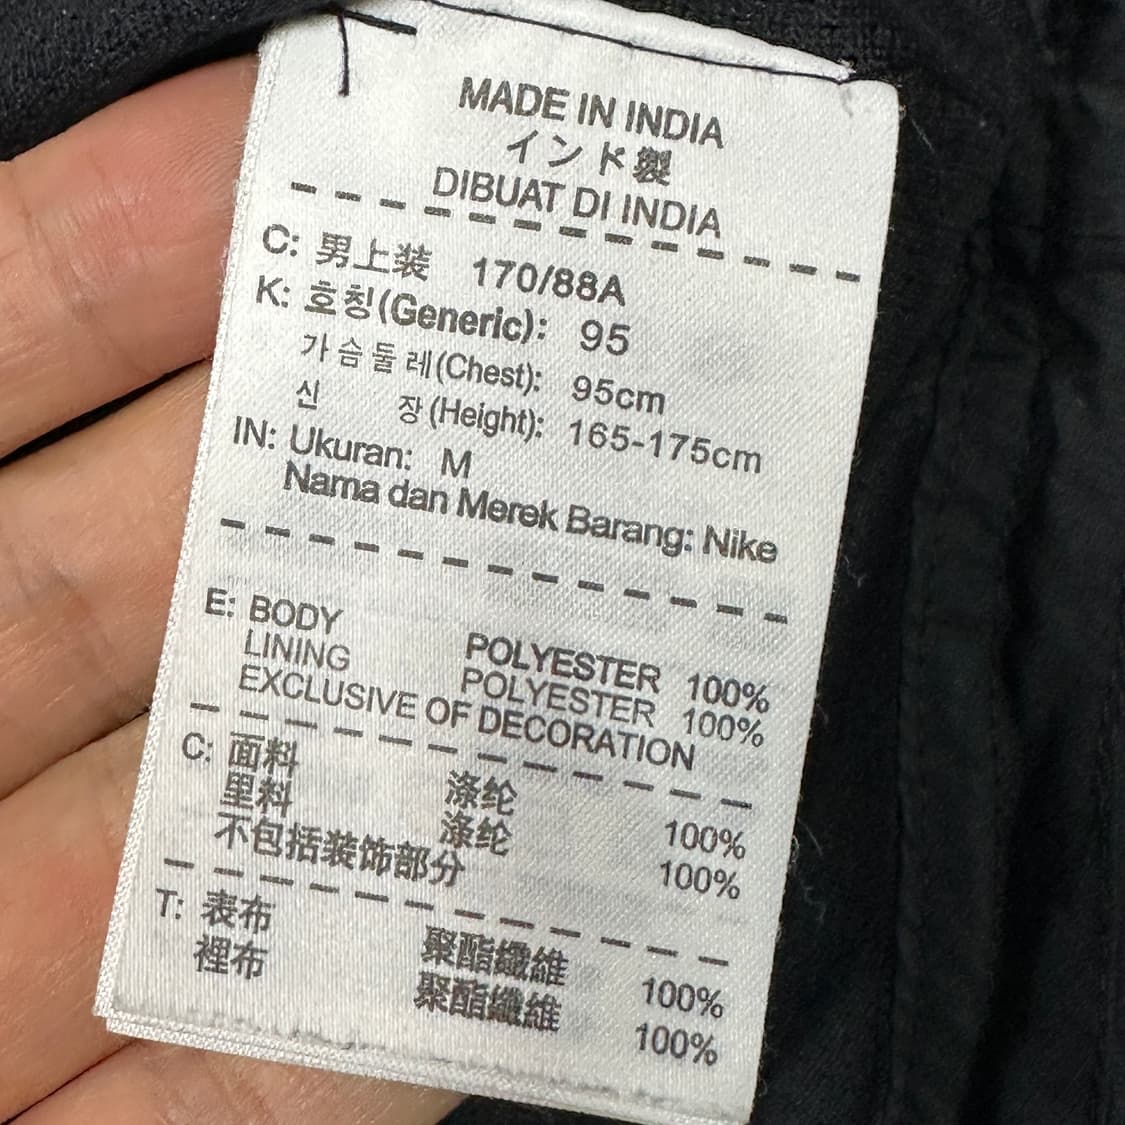 MADE IN INDIA
インド製
DIBUAT DI INDIA
C: 男上装 170/88A
K: 호칭(Generic): 95
가슴둘레(Chest): 95cm
신 장(Height): 165-175cm
IN: Ukuran: M
Nama dan Merek Barang: Nike
E: BODY POLYESTER 100%
LINING POLYESTER 100%
EXCLUSIVE OF DECORATION
C: 面料 涤纶 100%
里料 涤纶 100%
不包括装饰部分
T: 表布 聚酯纖維 100%
裡布 聚酯纖維 100%